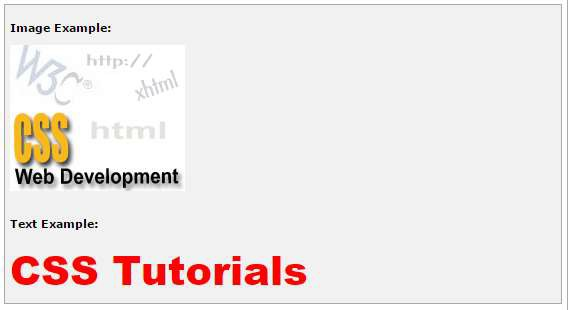 Image Example:
W3C®
http://
xhtml
html
CSS
Web Development
Text Example:
CSS Tutorials